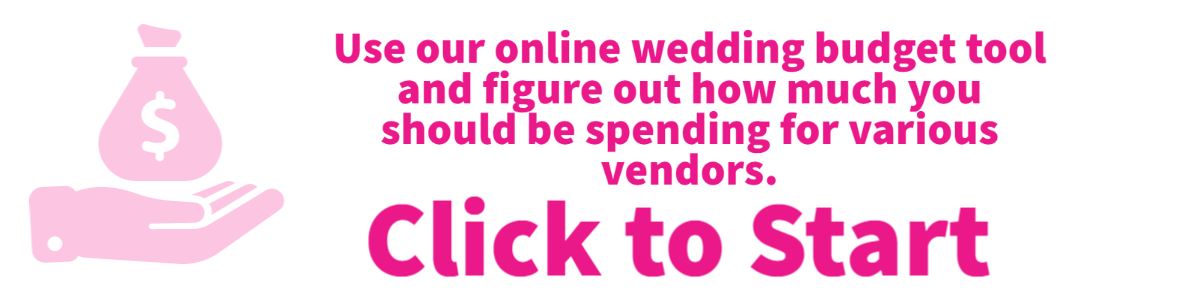 $
Use our online wedding budget tool
and figure out how much you
should be spending for various
vendors.
Click to Start